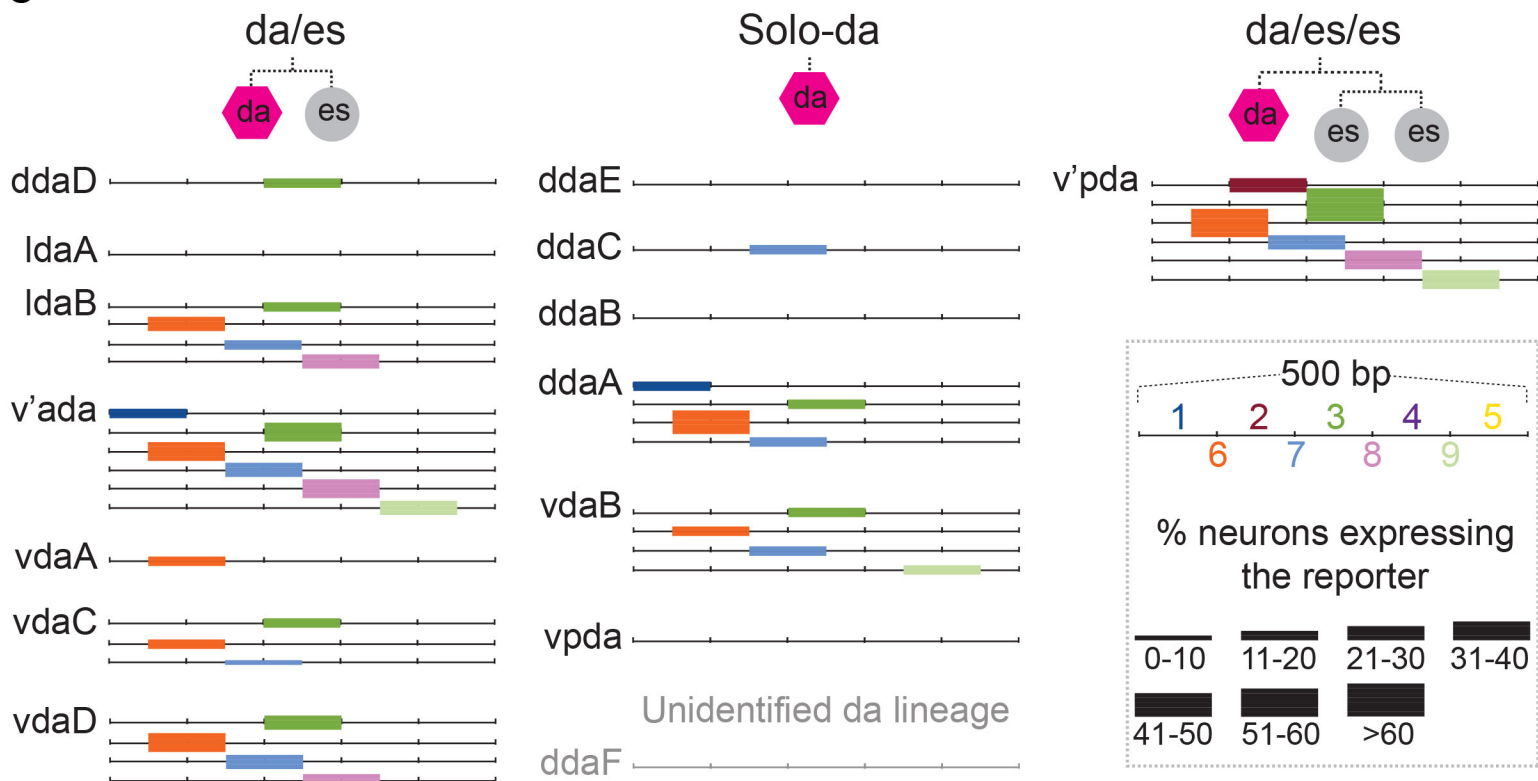 da/es
da
es
ddaD
ldaA
ldaB
v'ada
vdaA
vdaC
vdaD
Solo-da
da
ddaE
ddaC
ddaB
ddaA
vdaB
vpda
Unidentified da lineage
ddaF
da/es/es
da
es
es
v'pda
500 bp
1 2 3 4 5
6 7 8 9
% neurons expressing
the reporter
0-10 11-20 21-30 31-40
41-50 51-60 >60